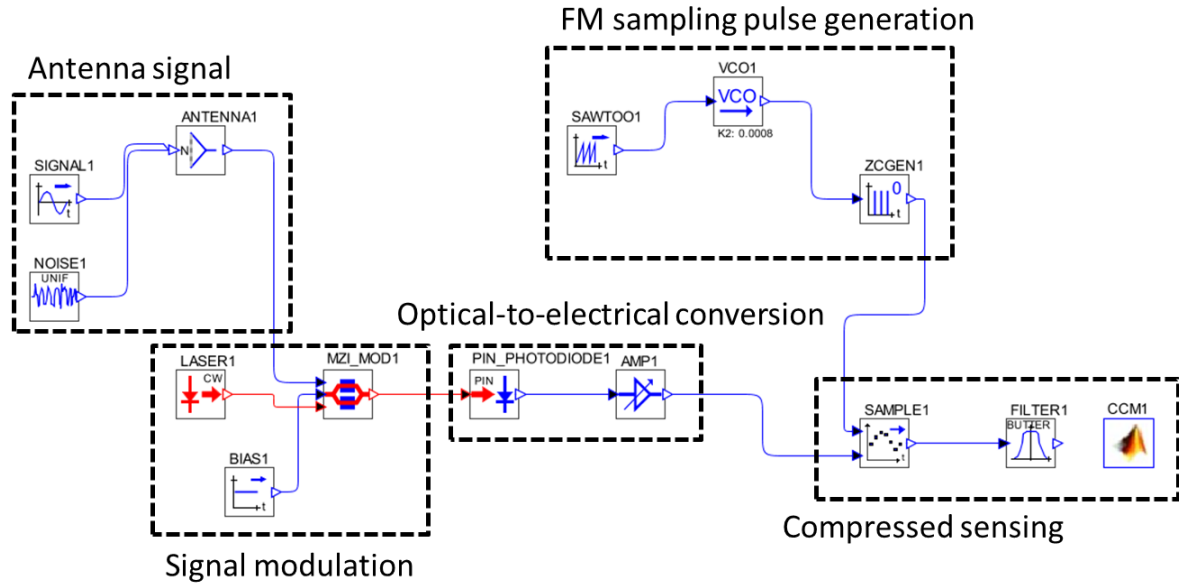 FM sampling pulse generation
Antenna signal
VCO1
VCO
K2: 0.0008
SAWTOO1
t
ZCGEN1
0
t
ANTENNA1
N
SIGNAL1
t
NOISE1
UNIF
Optical-to-electrical conversion
LASER1
CW
MZI_MOD1
BIAS1
t
Signal modulation
PIN_PHOTODIODE1
PIN
AMP1
SAMPLE1
t
FILTER1
BUTTER
CCM1
Compressed sensing